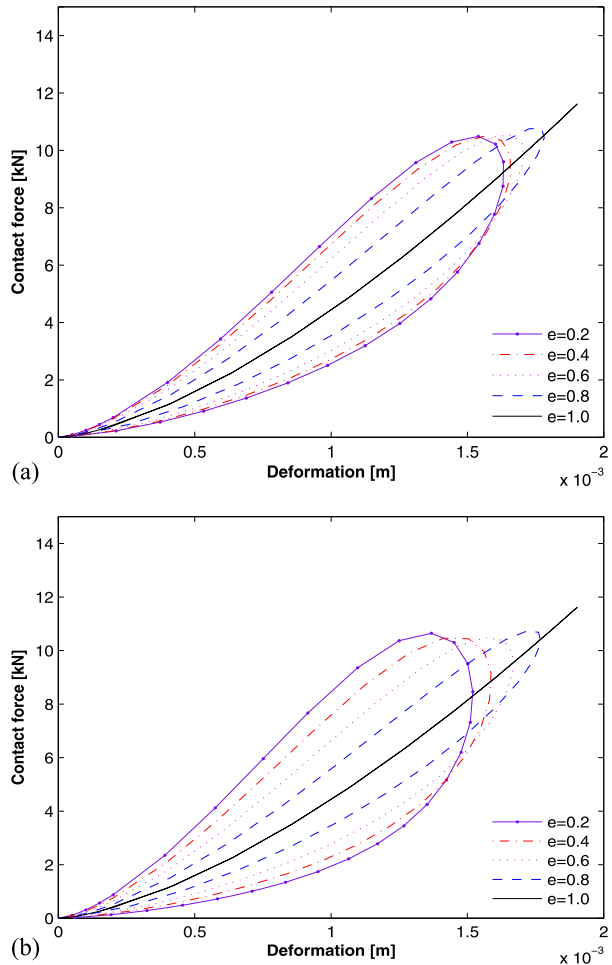 14
12
10
8
6
4
2
0
Contact force [kN]
e=0.2
e=0.4
e=0.6
e=0.8
e=1.0
0 0.5 1 1.5 2
Deformation [m]
x 10⁻³
(a)
14
12
10
8
6
4
2
0
Contact force [kN]
e=0.2
e=0.4
e=0.6
e=0.8
e=1.0
0 0.5 1 1.5 2
Deformation [m]
x 10⁻³
(b)